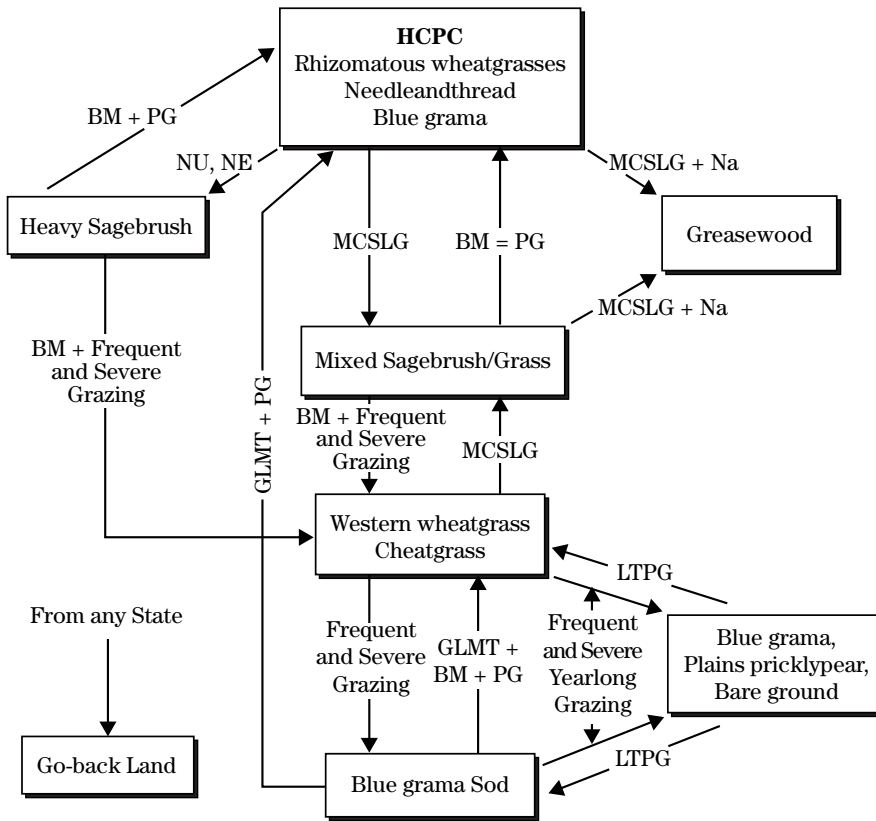 HCPC
Rhizomatous wheatgrasses
Needleandthread
Blue grama
BM + PG
NU, NE
MCSLG + Na
Heavy Sagebrush
MCSLG
BM = PG
Greasewood
MCSLG + Na
Mixed Sagebrush/Grass
BM + Frequent
and Severe
Grazing
GLMT + PG
BM + Frequent
and Severe
Grazing
MCSLG
Western wheatgrass
Cheatgrass
LTPG
From any State
Frequent
and Severe
Grazing
GLMT +
BM + PG
Frequent
and Severe
Yearlong
Grazing
Blue grama,
Plains pricklypear,
Bare ground
Go-back Land
Blue grama Sod
LTPG